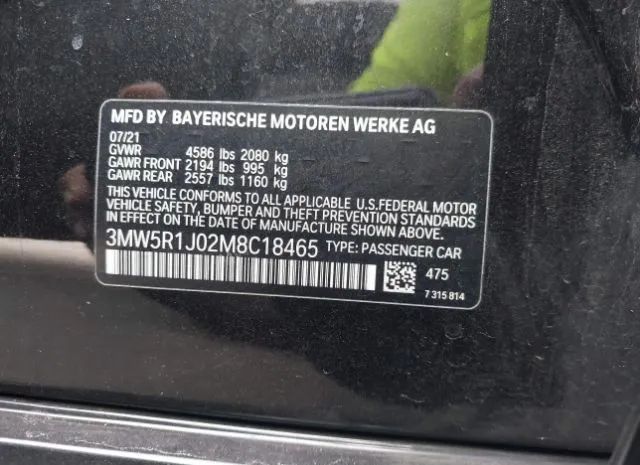 MFD BY BAYERISCHE MOTOREN WERKE AG
07/21
GVWR 4586 lbs 2080 kg
GAWR FRONT 2194 lbs 995 kg
GAWR REAR 2557 lbs 1160 kg
THIS VEHICLE CONFORMS TO ALL APPLICABLE U.S.FEDERAL MOTOR
VEHICLE SAFETY, BUMPER AND THEFT PREVENTION STANDARDS
IN EFFECT ON THE DATE OF MANUFACTURE SHOWN ABOVE.
3MW5R1J02M8C18465 TYPE: PASSENGER CAR
475
7 315 814